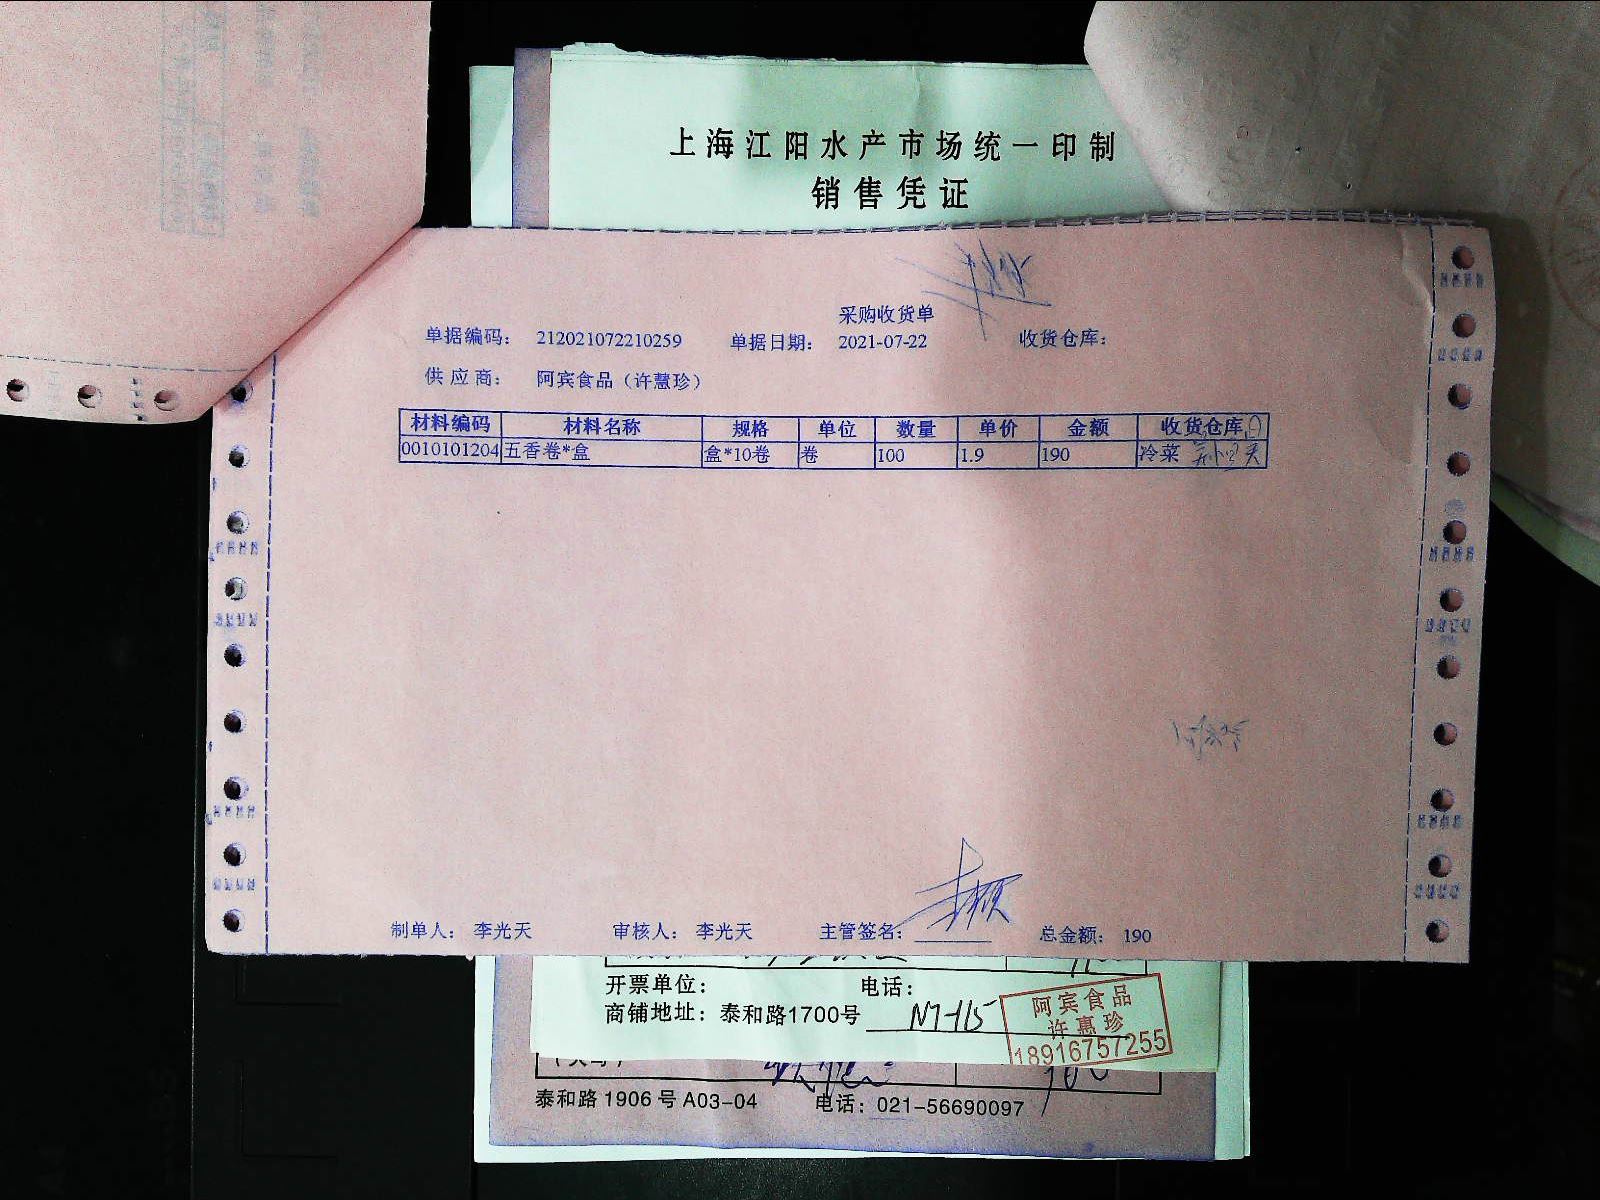 上海江阳水产市场统一印制
销售凭证
采购收货单
单据编码： 212021072210259 单据日期： 2021-07-22 收货仓库：
供应商： 阿宾食品（许慧珍）
材料编码 材料名称 规格 单位 数量 单价 金额 收货仓库
0010101204 五香卷*盒 盒*10卷 卷 100 1.9 190 冷菜
制单人： 李光天 审核人： 李光天 主管签名： 总金额： 190
开票单位： 电话：
商铺地址：泰和路1700号 N7-115
阿宾食品
许惠珍
18916757255
泰和路1906号A03-04 电话：021-56690097